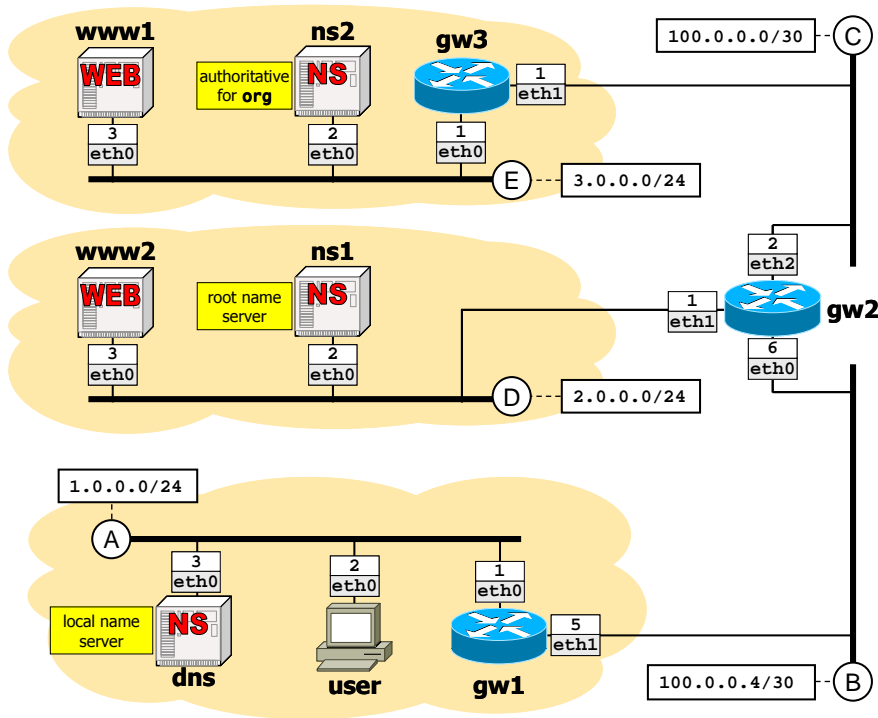 www1
ns2
gw3
100.0.0.0/30
C
WEB
authoritative
for org
NS
1
eth1
3
eth0
2
eth0
1
eth0
E
3.0.0.0/24
www2
ns1
2
eth2
WEB
root name
server
NS
1
eth1
gw2
3
eth0
2
eth0
6
eth0
D
2.0.0.0/24
1.0.0.0/24
A
3
eth0
2
eth0
1
eth0
local name
server
NS
5
eth1
dns
user
gw1
100.0.0.4/30
B